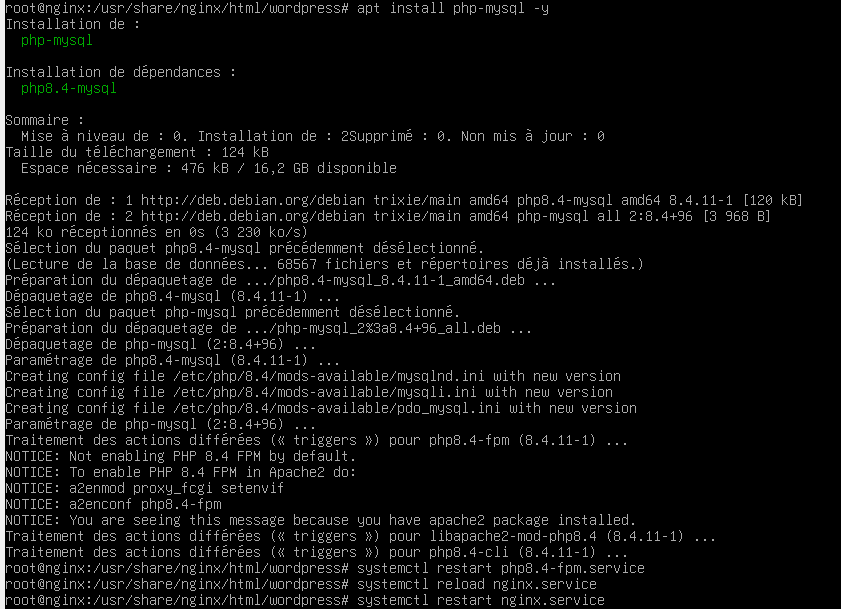 root@nginx:/usr/share/nginx/html/wordpress# apt install php-mysql -y
Installation de :
php-mysql
Installation de dépendances :
php8.4-mysql
Sommaire :
Mise à niveau de : 0. Installation de : 2Supprimé : 0. Non mis à jour : 0
Taille du téléchargement : 124 kB
Espace nécessaire : 476 kB / 16,2 GB disponible
Réception de : 1 http://deb.debian.org/debian trixie/main amd64 php8.4-mysql amd64 8.4.11-1 [120 kB]
Réception de : 2 http://deb.debian.org/debian trixie/main amd64 php-mysql all 2:8.4+96 [3 968 B]
124 ko réceptionnés en 0s (3 230 ko/s)
Sélection du paquet php8.4-mysql précédemment désélectionné.
(Lecture de la base de données... 68567 fichiers et répertoires déjà installés.)
Préparation du dépaquetage de .../php8.4-mysql_8.4.11-1_amd64.deb ...
Dépaquetage de php8.4-mysql (8.4.11-1) ...
Sélection du paquet php-mysql précédemment désélectionné.
Préparation du dépaquetage de .../php-mysql_2%3a8.4+96_all.deb ...
Dépaquetage de php-mysql (2:8.4+96) ...
Paramétrage de php8.4-mysql (8.4.11-1) ...
Creating config file /etc/php/8.4/mods-available/mysqlnd.ini with new version
Creating config file /etc/php/8.4/mods-available/mysqli.ini with new version
Creating config file /etc/php/8.4/mods-available/pdo_mysql.ini with new version
Paramétrage de php-mysql (2:8.4+96) ...
Traitement des actions différées (« triggers ») pour php8.4-fpm (8.4.11-1) ...
NOTICE: Not enabling PHP 8.4 FPM by default.
NOTICE: To enable PHP 8.4 FPM in Apache2 do:
NOTICE: a2enmod proxy_fcgi setenvif
NOTICE: a2enconf php8.4-fpm
NOTICE: You are seeing this message because you have apache2 package installed.
Traitement des actions différées (« triggers ») pour libapache2-mod-php8.4 (8.4.11-1) ...
Traitement des actions différées (« triggers ») pour php8.4-cli (8.4.11-1) ...
root@nginx:/usr/share/nginx/html/wordpress# systemctl restart php8.4-fpm.service
root@nginx:/usr/share/nginx/html/wordpress# systemctl reload nginx.service
root@nginx:/usr/share/nginx/html/wordpress# systemctl restart nginx.service